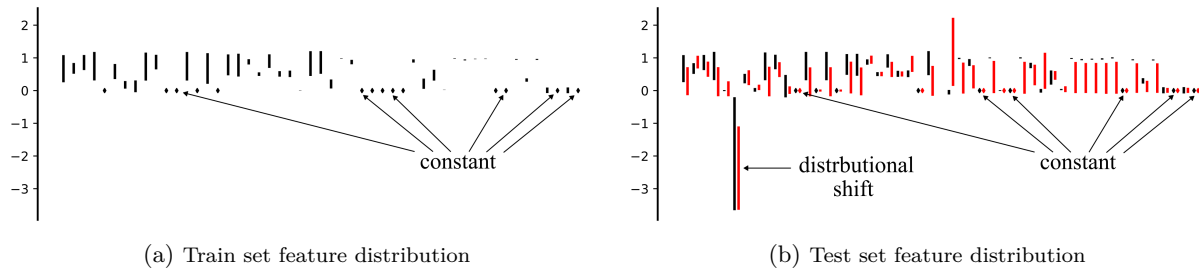 2
1
0
−1
−2
−3
constant
(a) Train set feature distribution
2
1
0
−1
−2
−3
distrbutional
shift
constant
(b) Test set feature distribution